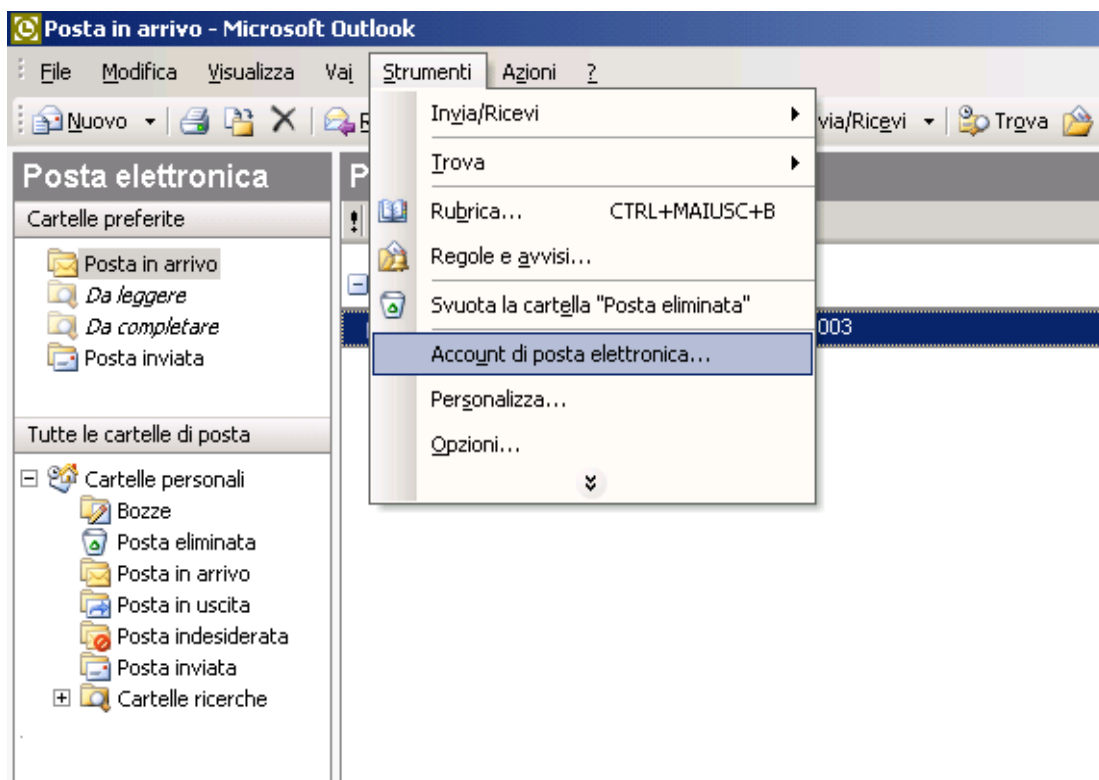 Posta in arrivo - Microsoft Outlook
File Modifica Visualizza Vai Strumenti Azioni ?
Nuovo via/Ricevi Trova
Invia/Ricevi
Trova
Rubrica... CTRL+MAIUSC+B
Regole e avvisi...
Svuota la cartella "Posta eliminata"
Account di posta elettronica...
Personalizza...
Opzioni...
Posta elettronica
P
Cartelle preferite
Posta in arrivo
Da leggere
Da completare
Posta inviata
003
Tutte le cartelle di posta
Cartelle personali
Bozze
Posta eliminata
Posta in arrivo
Posta in uscita
Posta indesiderata
Posta inviata
Cartelle ricerche